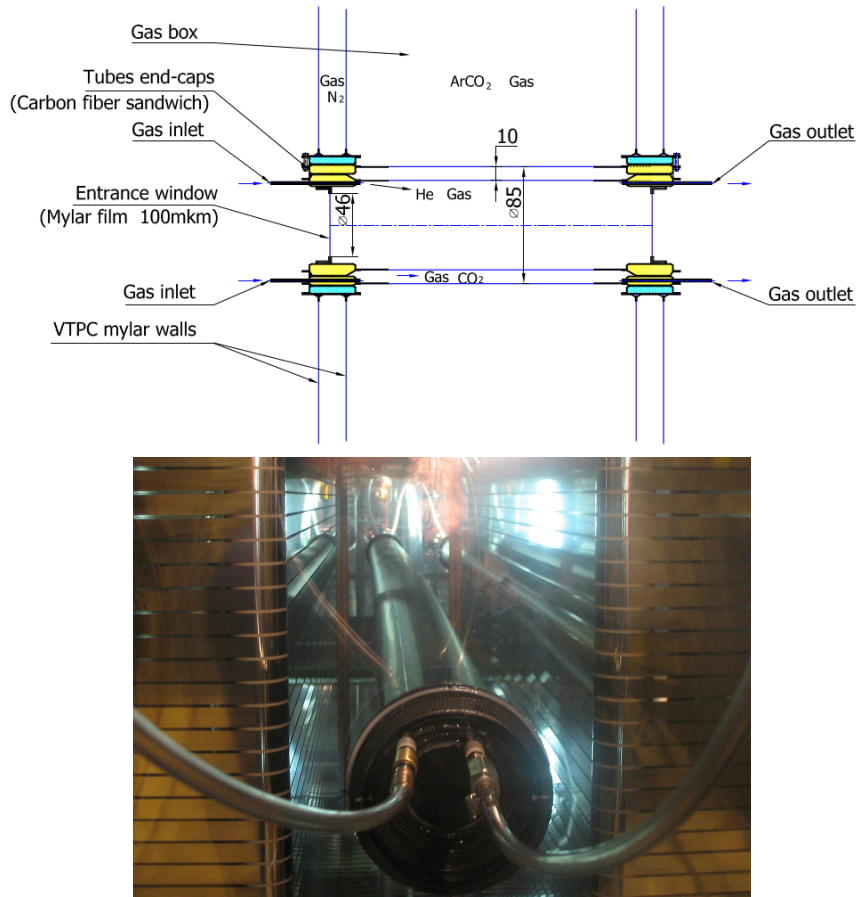 Gas box
Tubes end-caps
(Carbon fiber sandwich)
Gas inlet
Entrance window
(Mylar film 100mkm)
Gas inlet
VTPC mylar walls
Gas
N₂
ArCO₂ Gas
10
He Gas
⌀46
⌀85
Gas CO₂
Gas outlet
Gas outlet